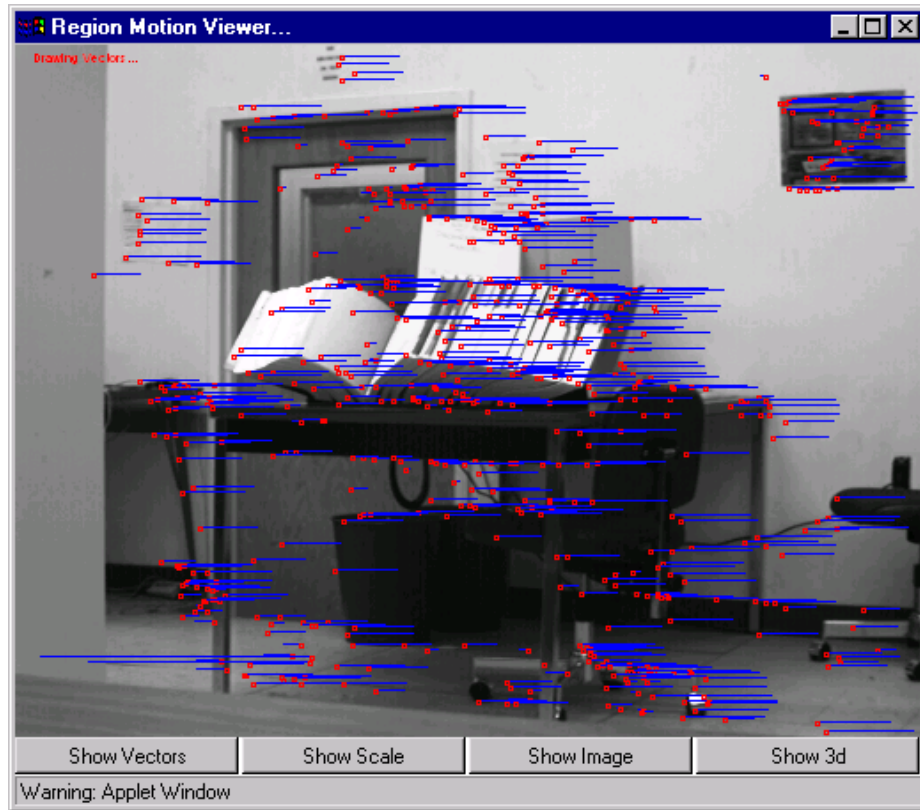 Region Motion Viewer...
Drawing Vectors ...
Show Vectors
Show Scale
Show Image
Show 3d
Warning: Applet Window